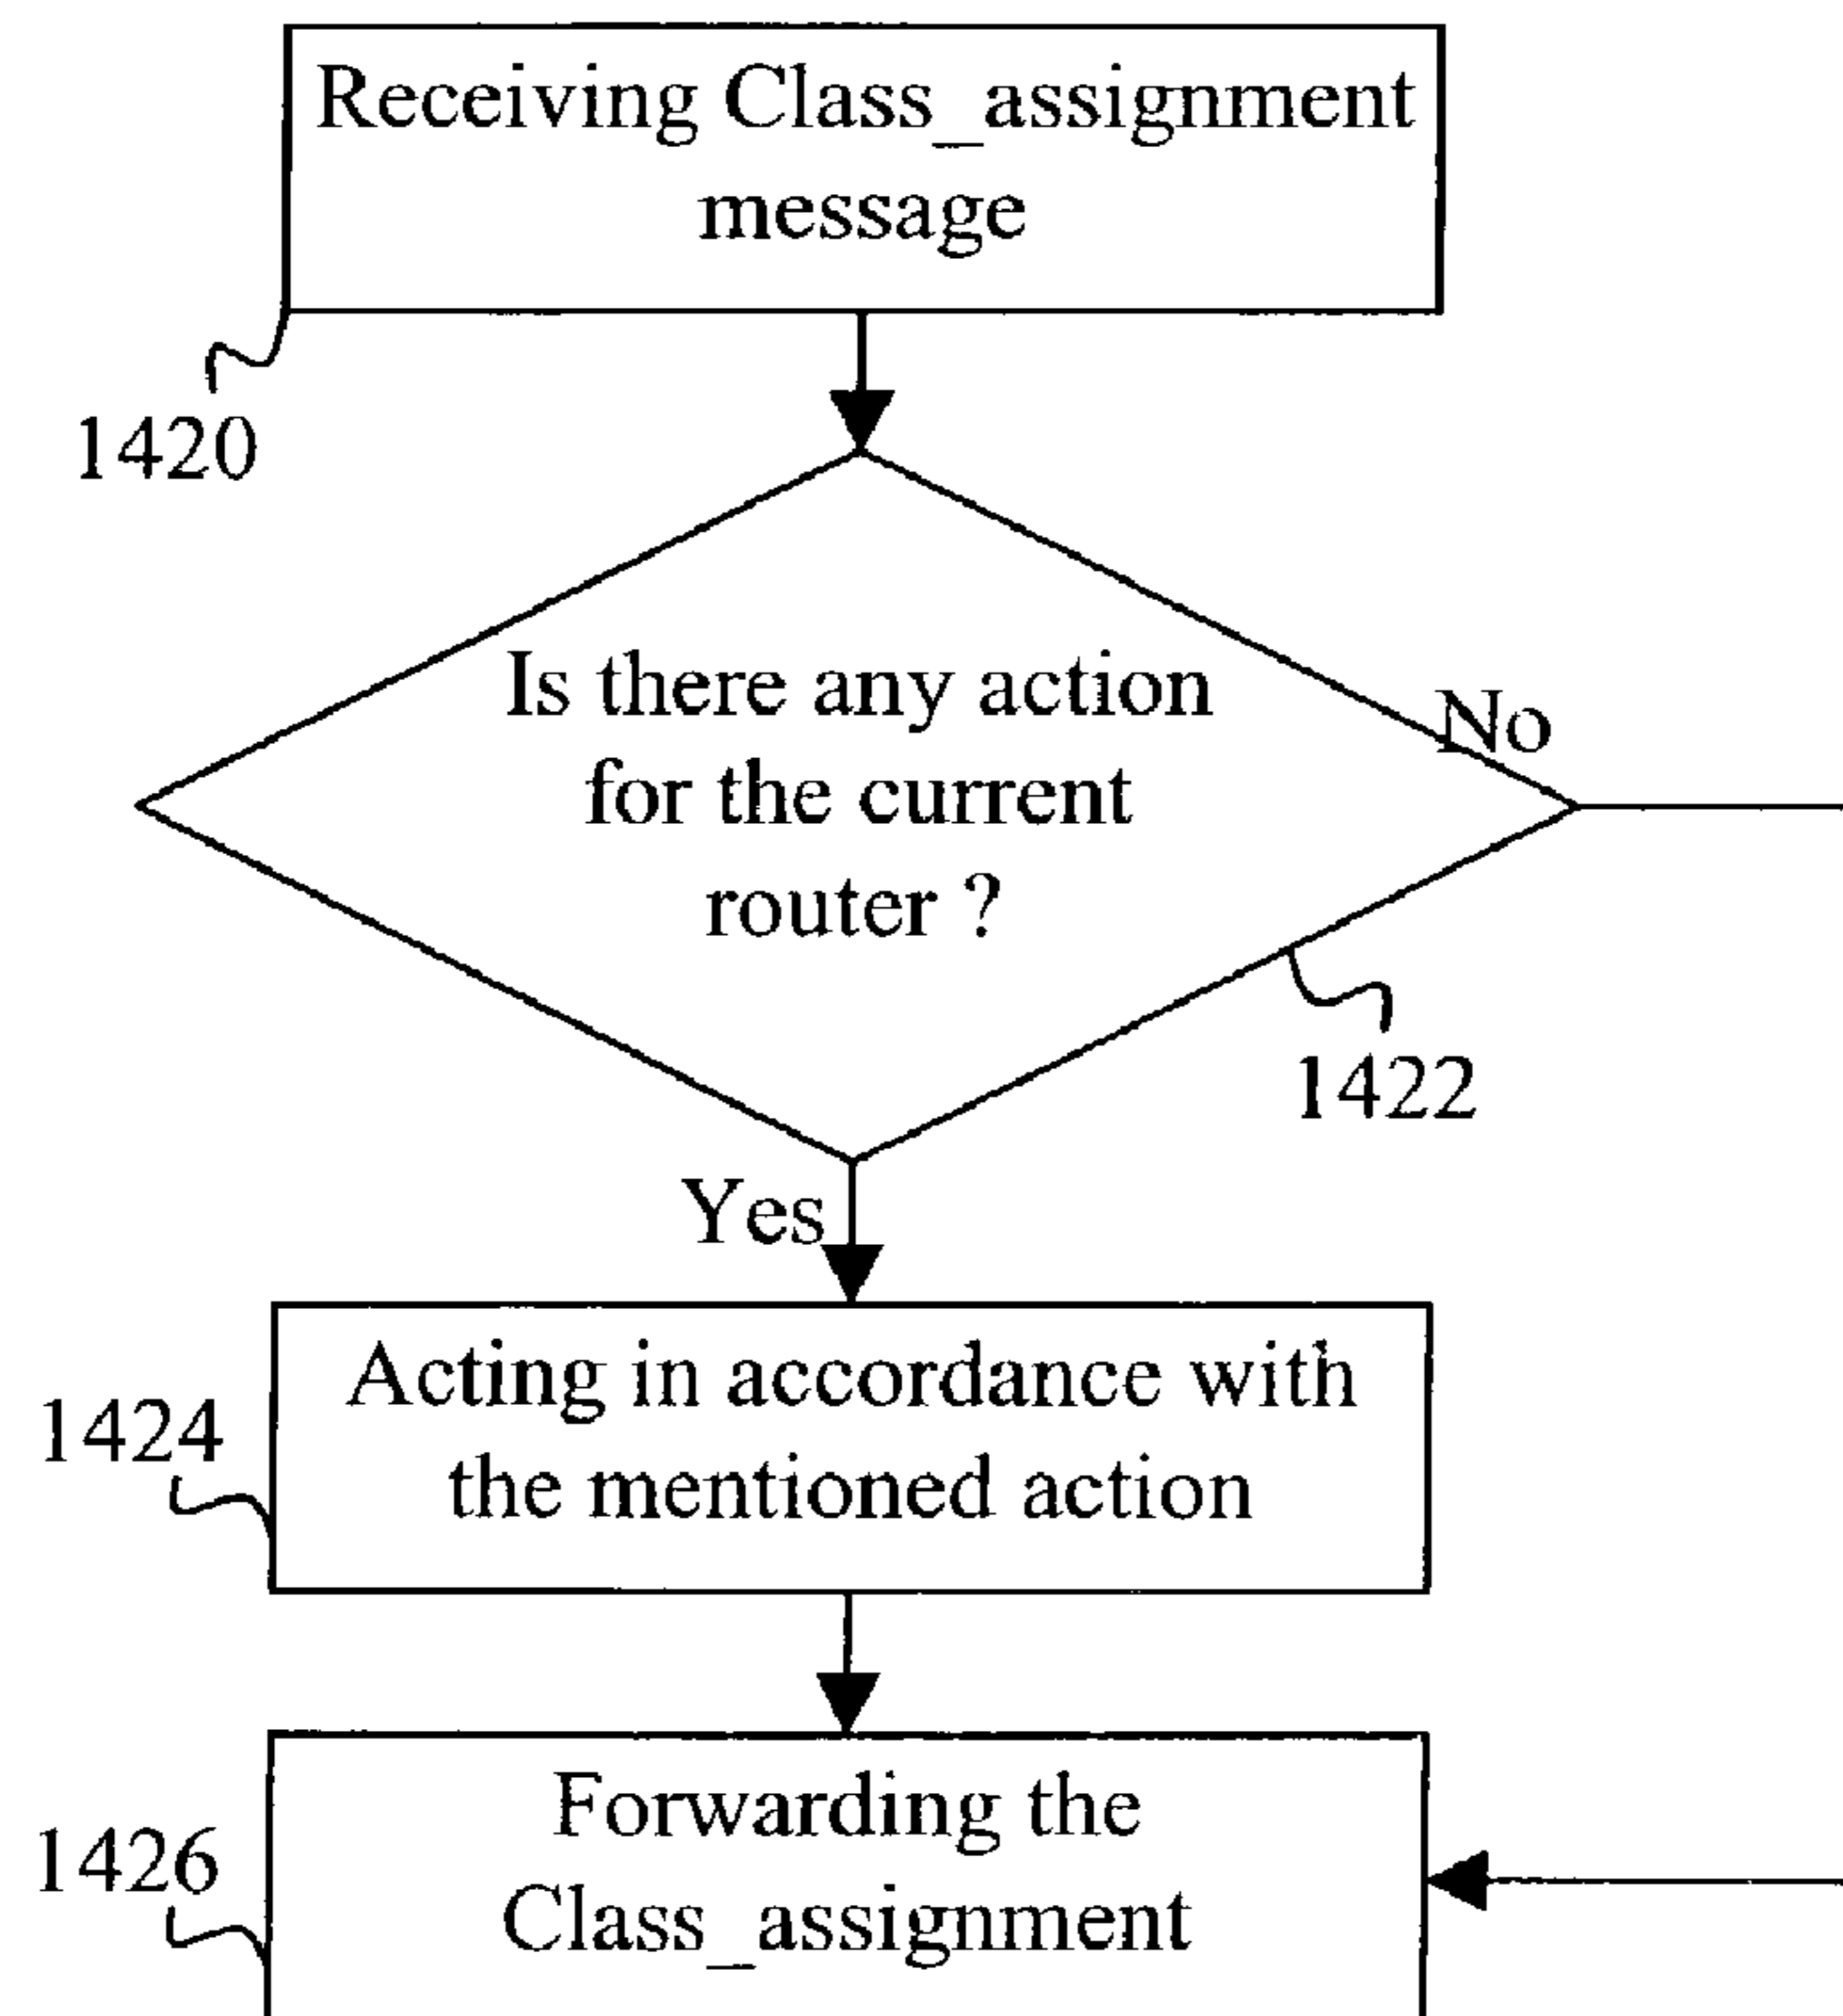 Receiving Class_assignment
message
1420
Is there any action
for the current
router ?
No
1422
Yes
Acting in accordance with
the mentioned action
1424
Forwarding the
Class_assignment
1426